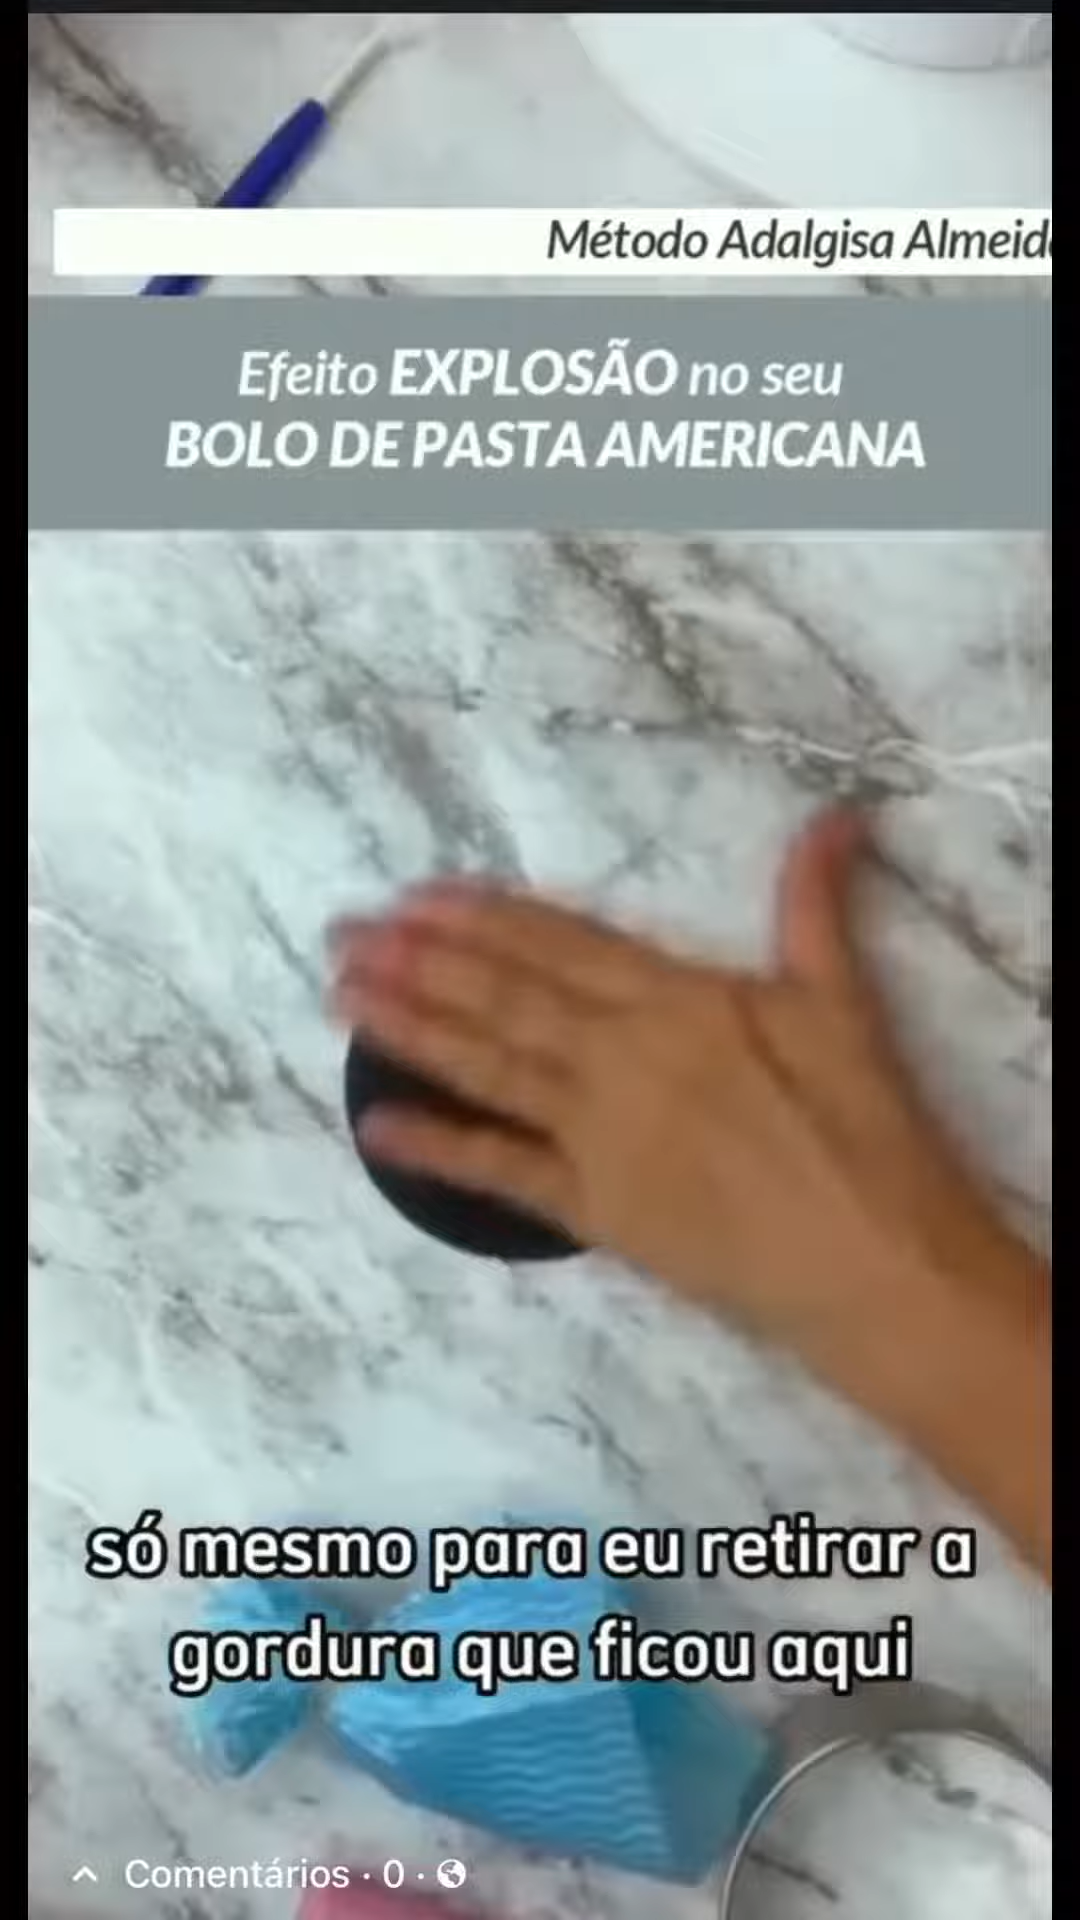 Método Adalgisa Almeid
Efeito EXPLOSÃO no seu
BOLO DE PASTA AMERICANA
só mesmo para eu retirar a
gordura que ficou aqui
Comentários · 0 ·